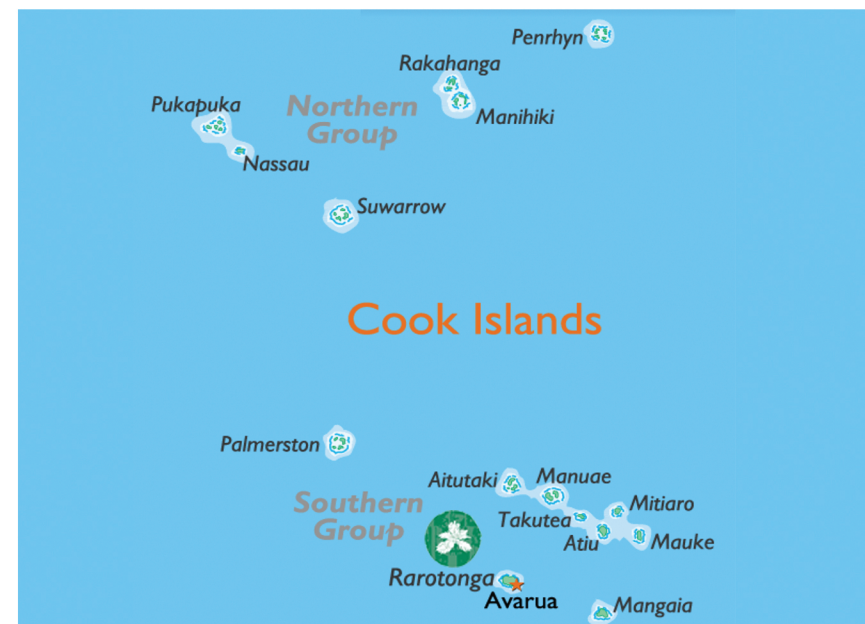 Penrhyn
Rakahanga
Pukapuka
Northern
Group
Manihiki
Nassau
Suwarrow
Cook Islands
Palmerston
Aitutaki
Manuae
Southern
Group
Mitiaro
Takutea
Atiu
Mauke
Rarotonga
Avarua
Mangaia